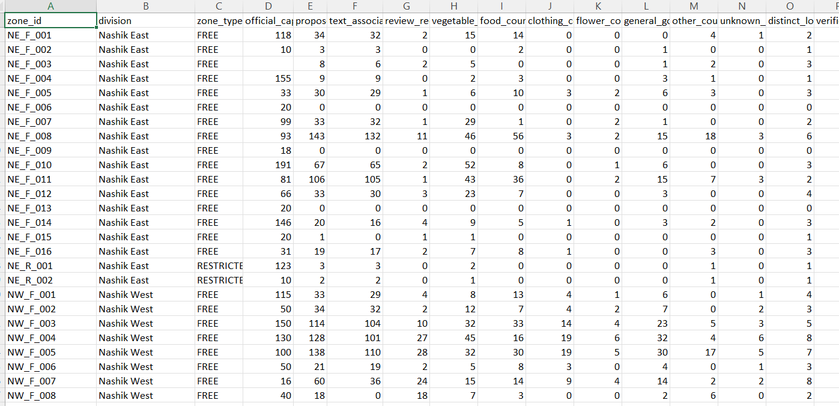 A B C D E F G H I J K L M N O
zone_id division zone_type official_ca propos text_associa review_re vegetable_ food_cour clothing_c flower_co general_go other_cou unknown_ distinct_lo verifi
NE_F_001 Nashik East FREE 118 34 32 2 15 14 0 0 0 4 1 2
NE_F_002 Nashik East FREE 10 3 3 0 0 2 0 0 1 0 0 1
NE_F_003 Nashik East FREE 8 6 2 5 0 0 0 1 2 0 3
NE_F_004 Nashik East FREE 155 9 9 0 2 3 0 0 3 1 0 1
NE_F_005 Nashik East FREE 33 30 29 1 6 10 3 2 6 3 0 3
NE_F_006 Nashik East FREE 20 0 0 0 0 0 0 0 0 0 0 0
NE_F_007 Nashik East FREE 99 33 32 1 29 1 0 2 1 0 0 2
NE_F_008 Nashik East FREE 93 143 132 11 46 56 3 2 15 18 3 6
NE_F_009 Nashik East FREE 18 0 0 0 0 0 0 0 0 0 0 0
NE_F_010 Nashik East FREE 191 67 65 2 52 8 0 1 6 0 0 3
NE_F_011 Nashik East FREE 81 106 105 1 43 36 0 2 15 7 3 2
NE_F_012 Nashik East FREE 66 33 30 3 23 7 0 0 3 0 0 4
NE_F_013 Nashik East FREE 20 0 0 0 0 0 0 0 0 0 0 0
NE_F_014 Nashik East FREE 146 20 16 4 9 5 1 0 3 2 0 3
NE_F_015 Nashik East FREE 20 1 0 1 1 0 0 0 0 0 0 1
NE_F_016 Nashik East FREE 31 19 17 2 7 8 1 0 0 3 0 3
NE_R_001 Nashik East RESTRICTE 123 3 3 0 2 0 0 0 0 1 0 1
NE_R_002 Nashik East RESTRICTE 10 2 2 0 1 0 0 0 0 1 0 1
NW_F_001 Nashik West FREE 115 33 29 4 8 13 4 1 6 0 1 4
NW_F_002 Nashik West FREE 50 34 32 2 12 7 4 2 7 0 2 3
NW_F_003 Nashik West FREE 150 114 104 10 32 33 14 4 23 5 3 5
NW_F_004 Nashik West FREE 130 128 101 27 45 16 19 6 32 4 6 8
NW_F_005 Nashik West FREE 100 138 110 28 32 30 19 5 30 17 5 7
NW_F_006 Nashik West FREE 50 21 19 2 5 8 3 0 4 0 1 3
NW_F_007 Nashik West FREE 16 60 36 24 15 14 9 4 14 2 2 8
NW_F_008 Nashik West FREE 40 18 0 18 7 3 0 0 2 6 0 2